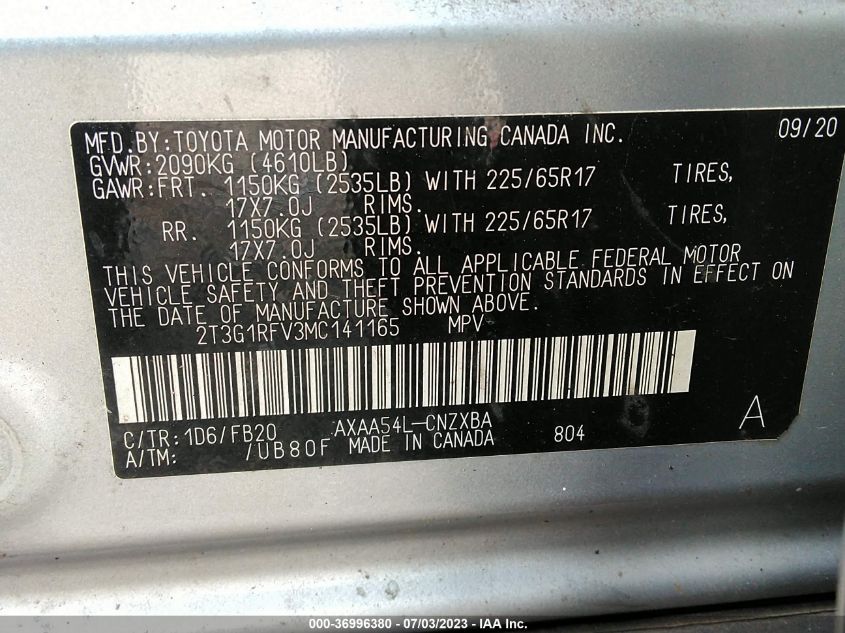 MFD.BY:TOYOTA MOTOR MANUFACTURING CANADA INC. 09/20
GVWR:2090KG (4610LB)
GAWR:FRT. 1150KG (2535LB) WITH 225/65R17 TIRES,
17X7.0J RIMS.
RR. 1150KG (2535LB) WITH 225/65R17 TIRES,
17X7.0J RIMS.
THIS VEHICLE CONFORMS TO ALL APPLICABLE FEDERAL MOTOR
VEHICLE SAFETY AND THEFT PREVENTION STANDARDS IN EFFECT ON
THE DATE OF MANUFACTURE SHOWN ABOVE.
2T3G1RFV3MC141165 MPV
C/TR:1D6/FB20 AXAA54L-CNZXBA A
A/TM: /UB80F MADE IN CANADA 804
000-36996380 - 07/03/2023 - IAA Inc.